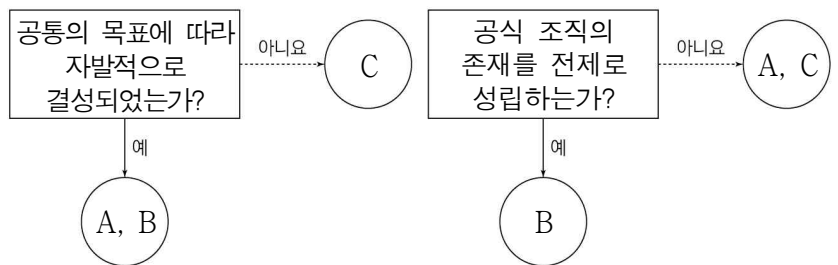 공통의 목표에 따라
자발적으로
결성되었는가?
아니요
C
예
A, B
공식 조직의
존재를 전제로
성립하는가?
아니요
A, C
예
B